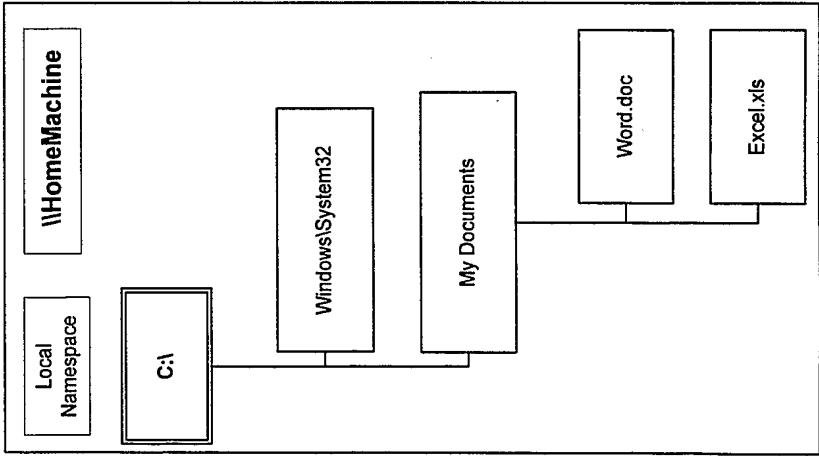 Local
Namespace
\\HomeMachine
C:\
Windows\System32
My Documents
Word.doc
Excel.xls